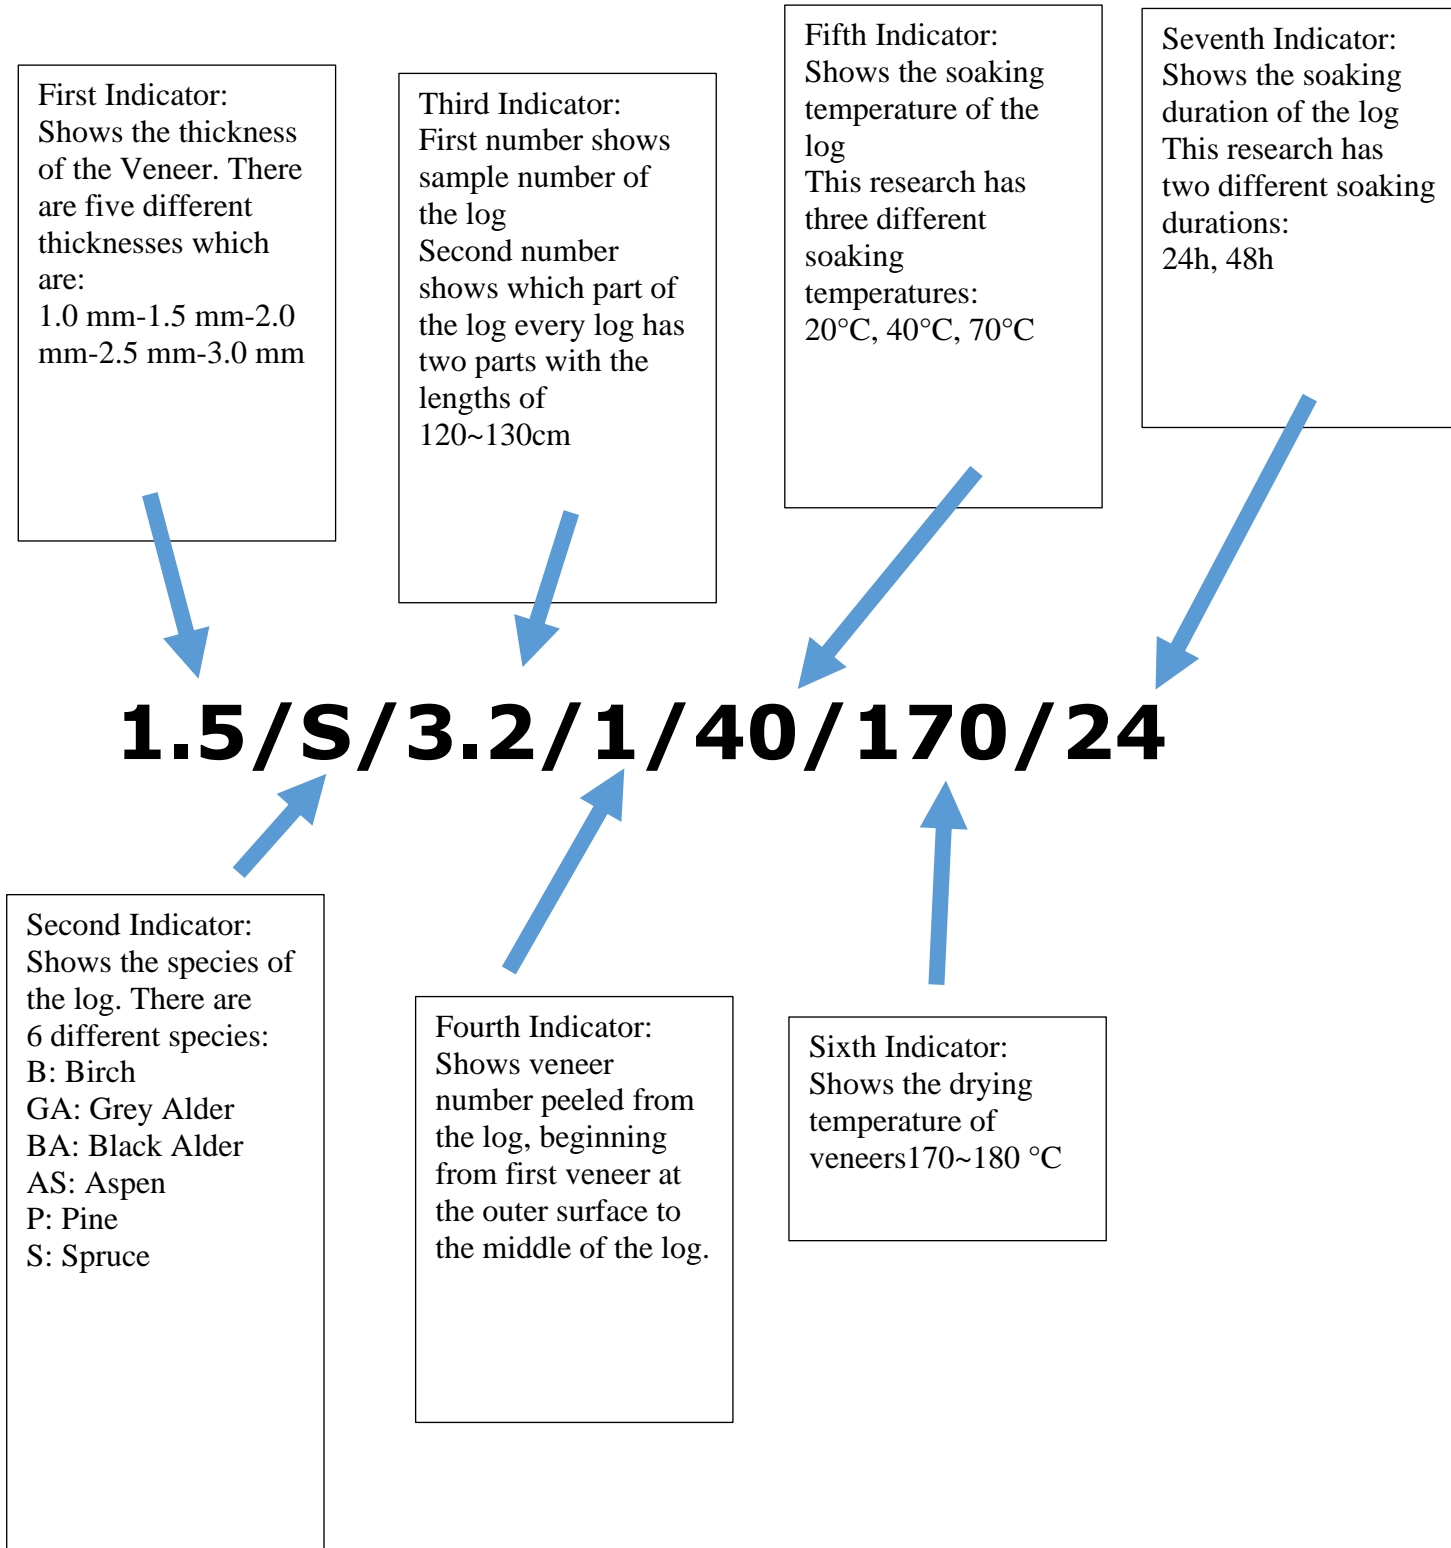 First Indicator:
Shows the thickness
of the Veneer. There
are five different
thicknesses which
are:
1.0 mm-1.5 mm-2.0
mm-2.5 mm-3.0 mm
Third Indicator:
First number shows
sample number of
the log
Second number
shows which part of
the log every log has
two parts with the
lengths of
120~130cm
Fifth Indicator:
Shows the soaking
temperature of the
log
This research has
three different
soaking
temperatures:
20°C, 40°C, 70°C
Seventh Indicator:
Shows the soaking
duration of the log
This research has
two different soaking
durations:
24h, 48h
1.5/S/3.2/1/40/170/24
Second Indicator:
Shows the species of
the log. There are
6 different species:
B: Birch
GA: Grey Alder
BA: Black Alder
AS: Aspen
P: Pine
S: Spruce
Fourth Indicator:
Shows veneer
number peeled from
the log, beginning
from first veneer at
the outer surface to
the middle of the log.
Sixth Indicator:
Shows the drying
temperature of
veneers170~180 °C